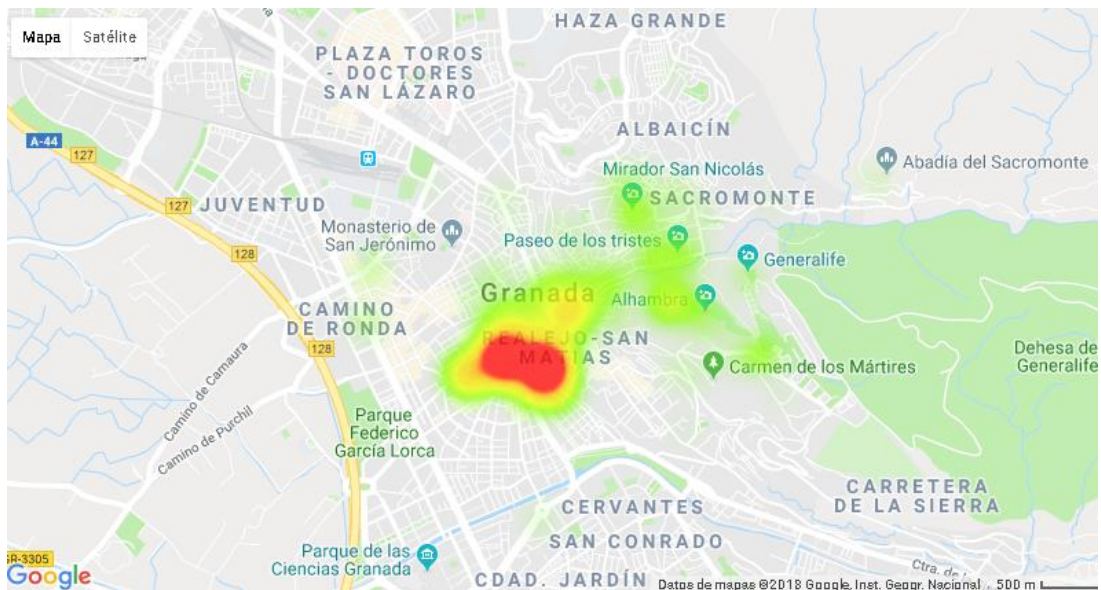 Mapa Satélite
HAZA GRANDE
PLAZA TOROS
- DOCTORES
SAN LÁZARO
A-44
127
ALBAICÍN
Mirador San Nicolás
Abadía del Sacromonte
127
JUVENTUD
SACROMONTE
Monasterio de
San Jerónimo
Paseo de los tristes
128
Generalife
Granada
Alhambra
CAMINO
DE RONDA
REALEJO-SAN
MATÍAS
128
Dehesa de
Generalife
Carmen de los Mártires
Camino de Camaura
Camino de Purchil
Parque
Federico
García Lorca
CARRETERA
DE LA SIERRA
CERVANTES
SAN CONRADO
GR-3305
Parque de las
Ciencias Granada
Google
CDAD. JARDÍN
Ctra. de
Datos de mapas ©2018 Google, Inst. Geogr. Nacional
500 m